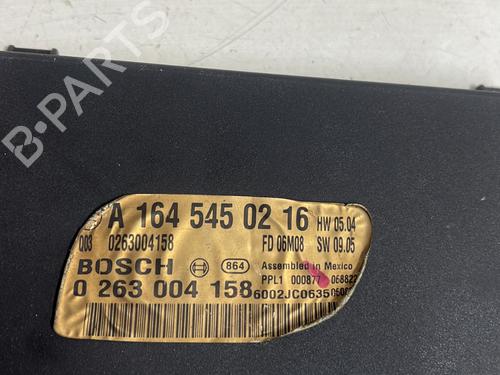 A 164 545 02 16 HW 05.04
003 0263004158 FD 06M08 SW 09.05
BOSCH 864 Assembled in Mexico
PPL1 000877
0 263 004 158 6002JC0635
B-PARTS